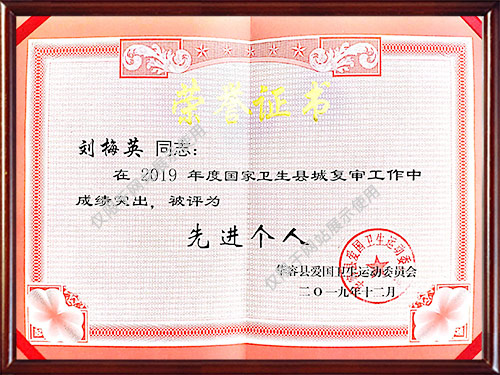 荣誉证书
刘梅英 同志：
在 2019 年度国家卫生县城复审工作中
成绩突出，被评为
先进个人
华容县爱国卫生运动委员会
二〇一九年十二月